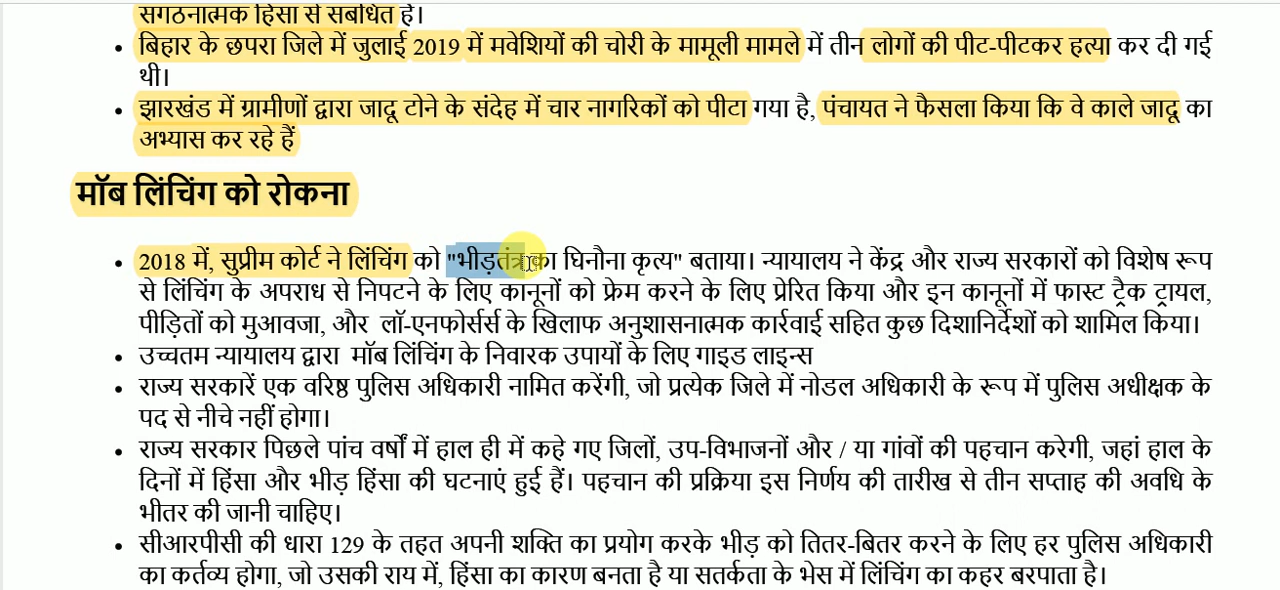 संगठनात्मक हिंसा से संबंधित है।
• बिहार के छपरा जिले में जुलाई 2019 में मवेशियों की चोरी के मामूली मामले में तीन लोगों की पीट-पीटकर हत्या कर दी गई
थी।
• झारखंड में ग्रामीणों द्वारा जादू टोने के संदेह में चार नागरिकों को पीटा गया है, पंचायत ने फैसला किया कि वे काले जादू का
अभ्यास कर रहे हैं
मॉब लिंचिंग को रोकना
• 2018 में, सुप्रीम कोर्ट ने लिंचिंग को "भीड़तंत्र का घिनौना कृत्य" बताया। न्यायालय ने केंद्र और राज्य सरकारों को विशेष रूप
से लिंचिंग के अपराध से निपटने के लिए कानूनों को फ्रेम करने के लिए प्रेरित किया और इन कानूनों में फास्ट ट्रैक ट्रायल,
पीड़ितों को मुआवजा, और लॉ-एनफोर्सर्स के खिलाफ अनुशासनात्मक कार्रवाई सहित कुछ दिशानिर्देशों को शामिल किया।
• उच्चतम न्यायालय द्वारा मॉब लिंचिंग के निवारक उपायों के लिए गाइड लाइन्स
• राज्य सरकारें एक वरिष्ठ पुलिस अधिकारी नामित करेंगी, जो प्रत्येक जिले में नोडल अधिकारी के रूप में पुलिस अधीक्षक के
पद से नीचे नहीं होगा।
• राज्य सरकार पिछले पांच वर्षों में हाल ही में कहे गए जिलों, उप-विभाजनों और / या गांवों की पहचान करेगी, जहां हाल के
दिनों में हिंसा और भीड़ हिंसा की घटनाएं हुई हैं। पहचान की प्रक्रिया इस निर्णय की तारीख से तीन सप्ताह की अवधि के
भीतर की जानी चाहिए।
• सीआरपीसी की धारा 129 के तहत अपनी शक्ति का प्रयोग करके भीड़ को तितर-बितर करने के लिए हर पुलिस अधिकारी
का कर्तव्य होगा, जो उसकी राय में, हिंसा का कारण बनता है या सतर्कता के भेस में लिंचिंग का कहर बरपाता है।